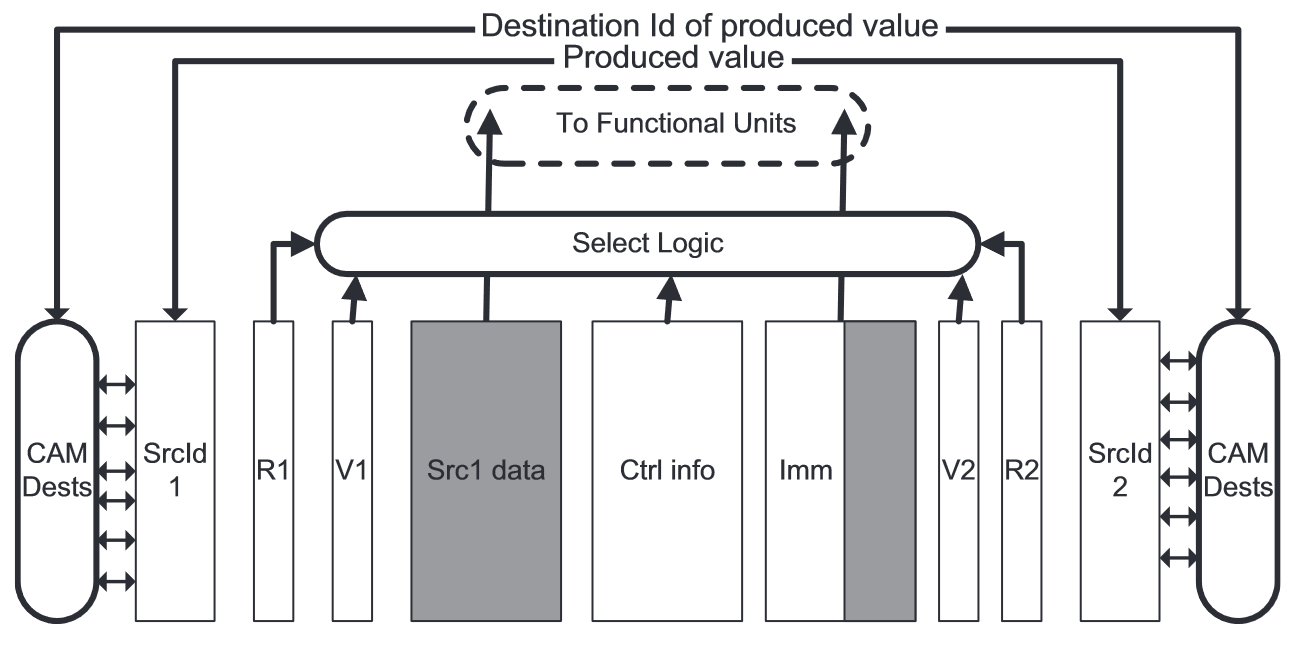 Destination Id of produced value
Produced value
To Functional Units
Select Logic
CAM
Dests
SrcId
1
R1
V1
Src1 data
Ctrl info
Imm
V2
R2
SrcId
2
CAM
Dests